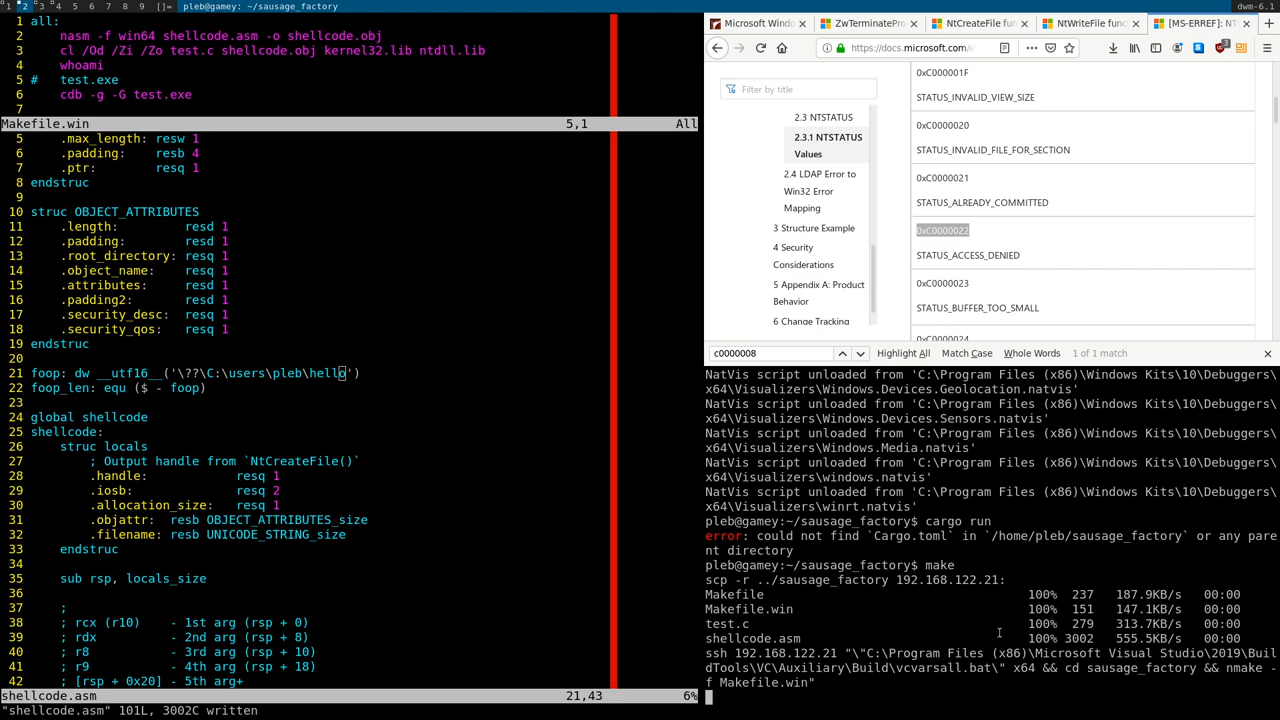 1 2 3 4 5 6 7 8 9 []= pleb@gamey: ~/sausage_factory dwm-6.1
1 all:
2 nasm -f win64 shellcode.asm -o shellcode.obj
3 cl /Od /Zi /Zo test.c shellcode.obj kernel32.lib ntdll.lib
4 whoami
5 # test.exe
6 cdb -g -G test.exe
7
Makefile.win 5,1 All
5 .max_length: resw 1
6 .padding: resb 4
7 .ptr: resq 1
8 endstruc
9
10 struc OBJECT_ATTRIBUTES
11 .length: resd 1
12 .padding: resd 1
13 .root_directory: resq 1
14 .object_name: resq 1
15 .attributes: resd 1
16 .padding2: resd 1
17 .security_desc: resq 1
18 .security_qos: resq 1
19 endstruc
20
21 foop: dw __utf16__('\??\C:\users\pleb\hello')
22 foop_len: equ ($ - foop)
23
24 global shellcode
25 shellcode:
26 struc locals
27 ; Output handle from `NtCreateFile()`
28 .handle: resq 1
29 .iosb: resq 2
30 .allocation_size: resq 1
31 .objattr: resb OBJECT_ATTRIBUTES_size
32 .filename: resb UNICODE_STRING_size
33 endstruc
34
35 sub rsp, locals_size
36
37 ;
38 ; rcx (r10) - 1st arg (rsp + 0)
39 ; rdx - 2nd arg (rsp + 8)
40 ; r8 - 3rd arg (rsp + 10)
41 ; r9 - 4th arg (rsp + 18)
42 ; [rsp + 0x20] - 5th arg+
shellcode.asm 21,43 6%
"shellcode.asm" 101L, 3002C written
Microsoft Windo
ZwTerminatePro
NtCreateFile fun
NtWriteFile funct
[MS-ERREF]: NT
https://docs.microsoft.com/e
3
Filter by title
2.3 NTSTATUS
2.3.1 NTSTATUS
Values
2.4 LDAP Error to
Win32 Error
Mapping
3 Structure Example
4 Security
Considerations
5 Appendix A: Product
Behavior
6 Change Tracking
0xC000001F
STATUS_INVALID_VIEW_SIZE
0xC0000020
STATUS_INVALID_FILE_FOR_SECTION
0xC0000021
STATUS_ALREADY_COMMITTED
0xC0000022
STATUS_ACCESS_DENIED
0xC0000023
STATUS_BUFFER_TOO_SMALL
0xC0000024
c0000008 Highlight All Match Case Whole Words 1 of 1 match
NatVis script unloaded from 'C:\Program Files (x86)\Windows Kits\10\Debuggers\
x64\Visualizers\Windows.Devices.Geolocation.natvis'
NatVis script unloaded from 'C:\Program Files (x86)\Windows Kits\10\Debuggers\
x64\Visualizers\Windows.Devices.Sensors.natvis'
NatVis script unloaded from 'C:\Program Files (x86)\Windows Kits\10\Debuggers\
x64\Visualizers\Windows.Media.natvis'
NatVis script unloaded from 'C:\Program Files (x86)\Windows Kits\10\Debuggers\
x64\Visualizers\windows.natvis'
NatVis script unloaded from 'C:\Program Files (x86)\Windows Kits\10\Debuggers\
x64\Visualizers\winrt.natvis'
pleb@gamey:~/sausage_factory$ cargo run
error: could not find `Cargo.toml` in `/home/pleb/sausage_factory` or any pare
nt directory
pleb@gamey:~/sausage_factory$ make
scp -r ../sausage_factory 192.168.122.21:
Makefile 100% 237 187.9KB/s 00:00
Makefile.win 100% 151 147.1KB/s 00:00
test.c 100% 279 313.7KB/s 00:00
shellcode.asm 100% 3002 555.5KB/s 00:00
ssh 192.168.122.21 "\"C:\Program Files (x86)\Microsoft Visual Studio\2019\Buil
dTools\VC\Auxiliary\Build\vcvarsall.bat\" x64 && cd sausage_factory && nmake -
f Makefile.win"